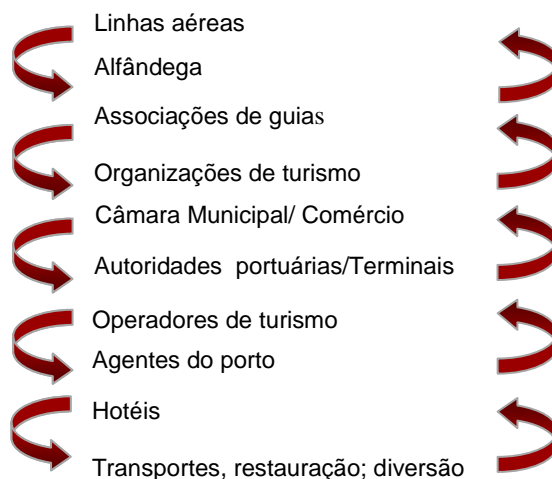 Linhas aéreas
Alfândega
Associações de guias
Organizações de turismo
Câmara Municipal/ Comércio
Autoridades portuárias/Terminais
Operadores de turismo
Agentes do porto
Hotéis
Transportes, restauração; diversão